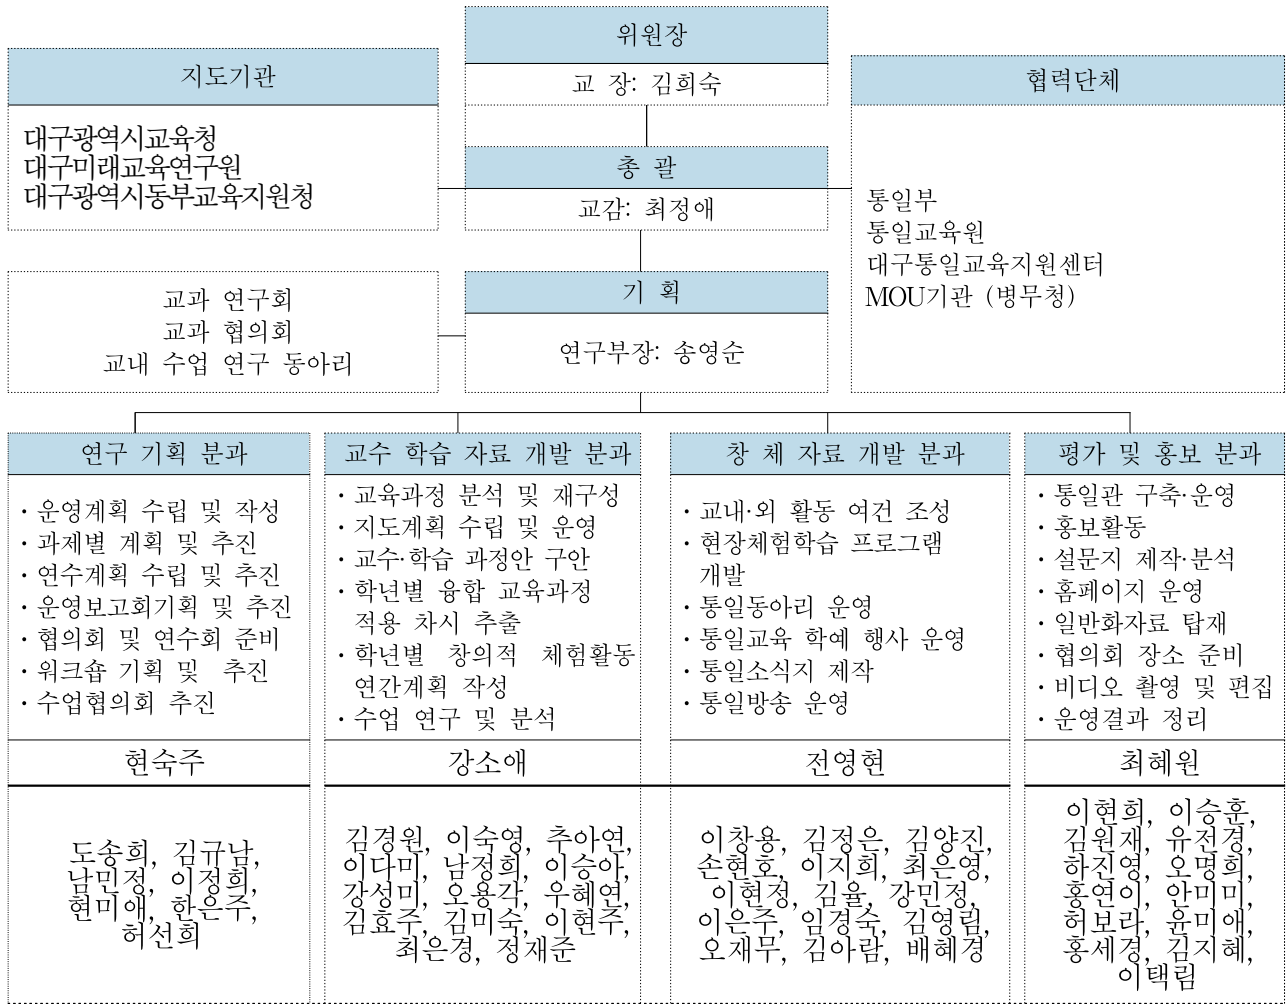 위원장
교 장: 김희숙
지도기관
대구광역시교육청
대구미래교육연구원
대구광역시동부교육지원청
총 괄
교감: 최정애
협력단체
통일부
통일교육원
대구통일교육지원센터
MOU기관 (병무청)
교과 연구회
교과 협의회
교내 수업 연구 동아리
기 획
연구부장: 송영순
연구 기획 분과
· 운영계획 수립 및 작성
· 과제별 계획 및 추진
· 연수계획 수립 및 추진
· 운영보고회기획 및 추진
· 협의회 및 연수회 준비
· 워크숍 기획 및 추진
· 수업협의회 추진
현숙주
도송희, 김규남,
남민정, 이정희,
현미애, 한은주,
허선희
교수 학습 자료 개발 분과
· 교육과정 분석 및 재구성
· 지도계획 수립 및 운영
· 교수·학습 과정안 구안
· 학년별 융합 교육과정
적용 차시 추출
· 학년별 창의적 체험활동
연간계획 작성
· 수업 연구 및 분석
강소애
김경원, 이숙영, 추아연,
이다미, 남정희, 이승아,
강성미, 오용각, 우혜연,
김효주, 김미숙, 이현주,
최은경, 정재준
창 체 자료 개발 분과
· 교내·외 활동 여건 조성
· 현장체험학습 프로그램
개발
· 통일동아리 운영
· 통일교육 학예 행사 운영
· 통일소식지 제작
· 통일방송 운영
전영현
이창용, 김정은, 김양진,
손현호, 이지희, 최은영,
이현정, 김율, 강민정,
이은주, 임경숙, 김영림,
오재무, 김아람, 배혜경
평가 및 홍보 분과
· 통일관 구축·운영
· 홍보활동
· 설문지 제작·분석
· 홈페이지 운영
· 일반화자료 탑재
· 협의회 장소 준비
· 비디오 촬영 및 편집
· 운영결과 정리
최혜원
이현희, 이승훈,
김원재, 유전경,
하진영, 오명희,
홍연이, 안미미,
허보라, 윤미애,
홍세경, 김지혜,
이택림